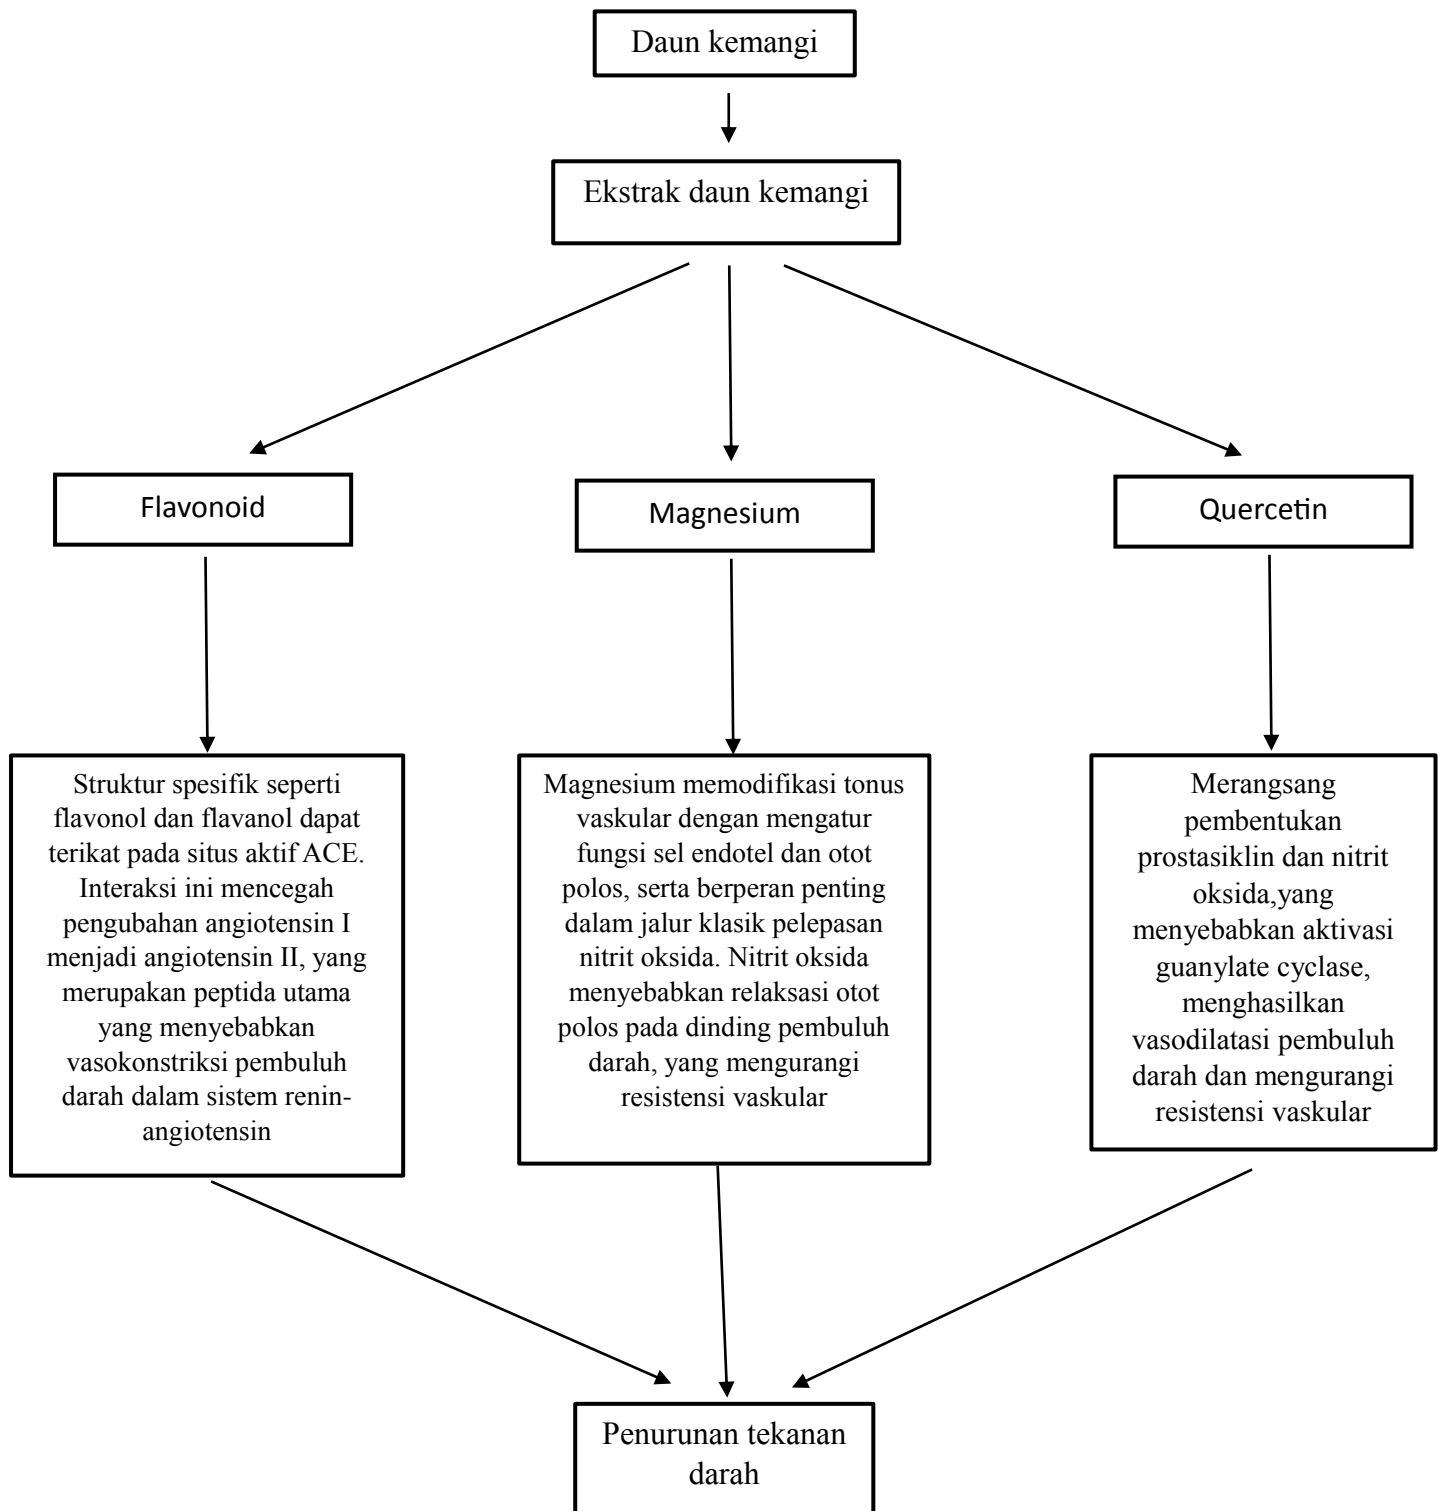 Daun kemangi
Ekstrak daun kemangi
Flavonoid
Magnesium
Quercetin
Struktur spesifik seperti
flavonol dan flavanol dapat
terikat pada situs aktif ACE.
Interaksi ini mencegah
pengubahan angiotensin I
menjadi angiotensin II, yang
merupakan peptida utama
yang menyebabkan
vasokonstriksi pembuluh
darah dalam sistem renin-
angiotensin
Magnesium memodifikasi tonus
vaskular dengan mengatur
fungsi sel endotel dan otot
polos, serta berperan penting
dalam jalur klasik pelepasan
nitrit oksida. Nitrit oksida
menyebabkan relaksasi otot
polos pada dinding pembuluh
darah, yang mengurangi
resistensi vaskular
Merangsang
pembentukan
prostasiklin dan nitrit
oksida,yang
menyebabkan aktivasi
guanylate cyclase,
menghasilkan
vasodilatasi pembuluh
darah dan mengurangi
resistensi vaskular
Penurunan tekanan
darah